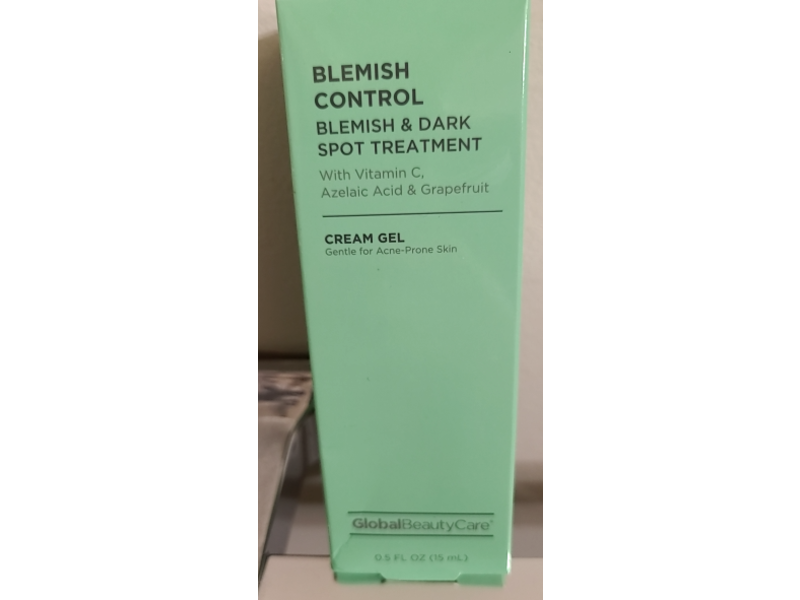 BLEMISH
CONTROL
BLEMISH & DARK
SPOT TREATMENT
With Vitamin C,
Azelaic Acid & Grapefruit
CREAM GEL
Gentle for Acne-Prone Skin
GlobalBeautyCare®
0.5 FL OZ (15 mL)